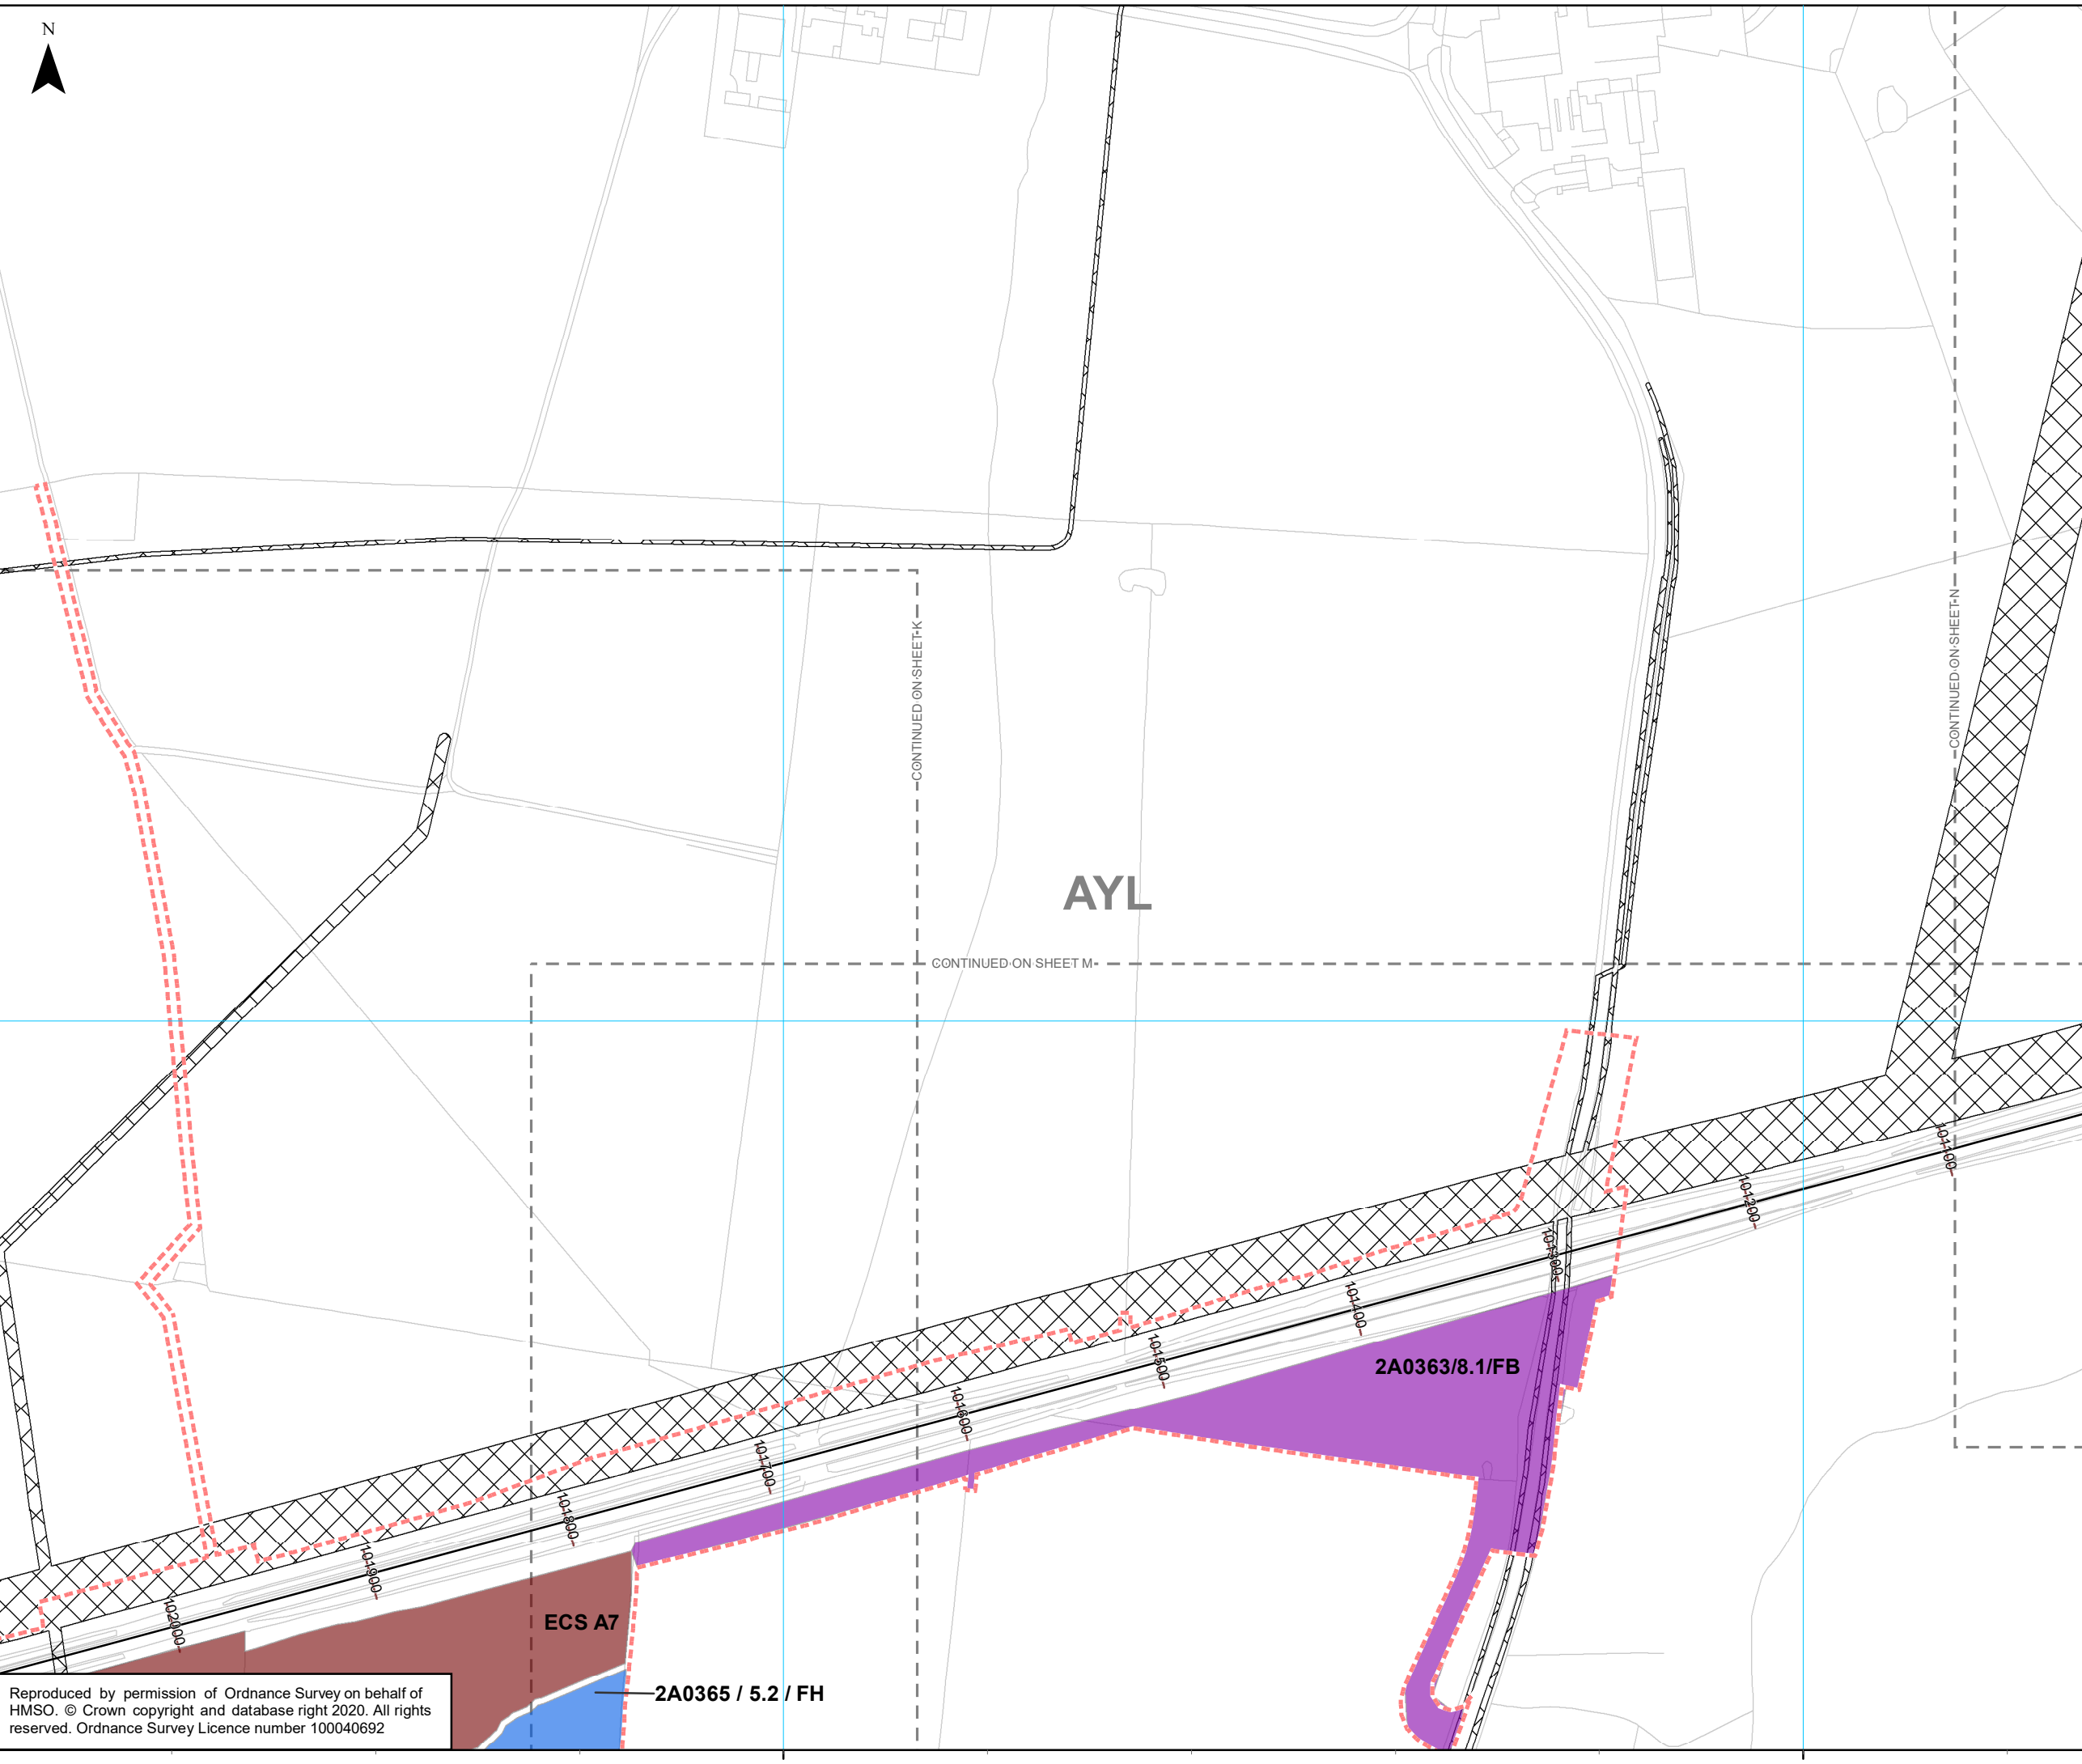 N
CONTINUED ON SHEET K
CONTINUED ON SHEET N
AYL
CONTINUED ON SHEET M
101100
101200
101300
101400
2A0363/8.1/FB
101500
101600
101700
101800
101900
102000
ECS A7
2A0365 / 5.2 / FH
Reproduced by permission of Ordnance Survey on behalf of
HMSO. © Crown copyright and database right 2020. All rights
reserved. Ordnance Survey Licence number 100040692